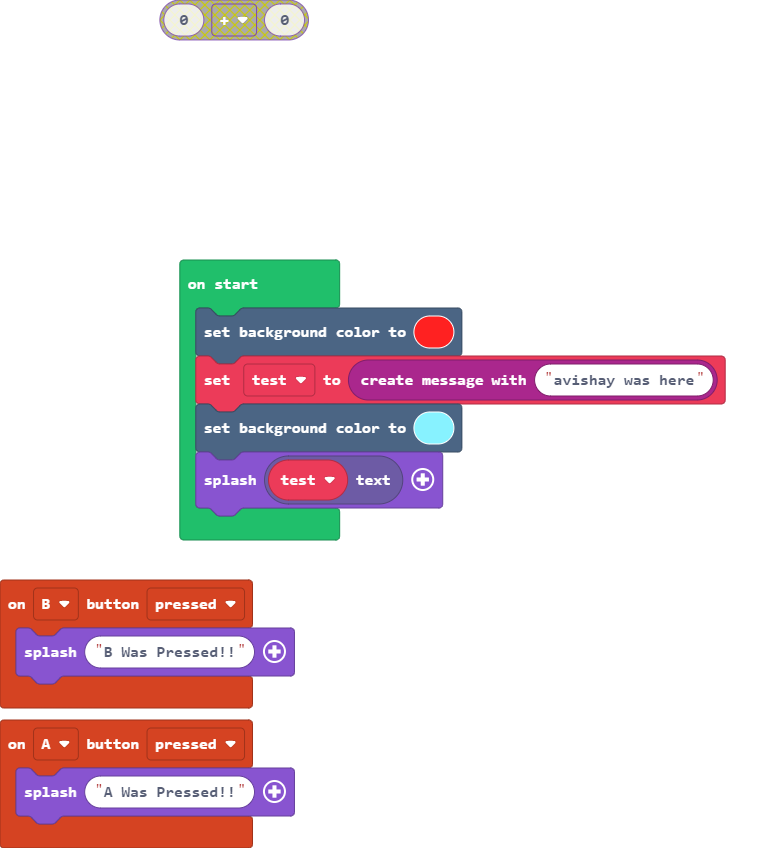 0 + 0
on start
set background color to
set test to create message with "avishay was here"
set background color to
splash test text
on B button pressed
splash "B Was Pressed!!"
on A button pressed
splash "A Was Pressed!!"